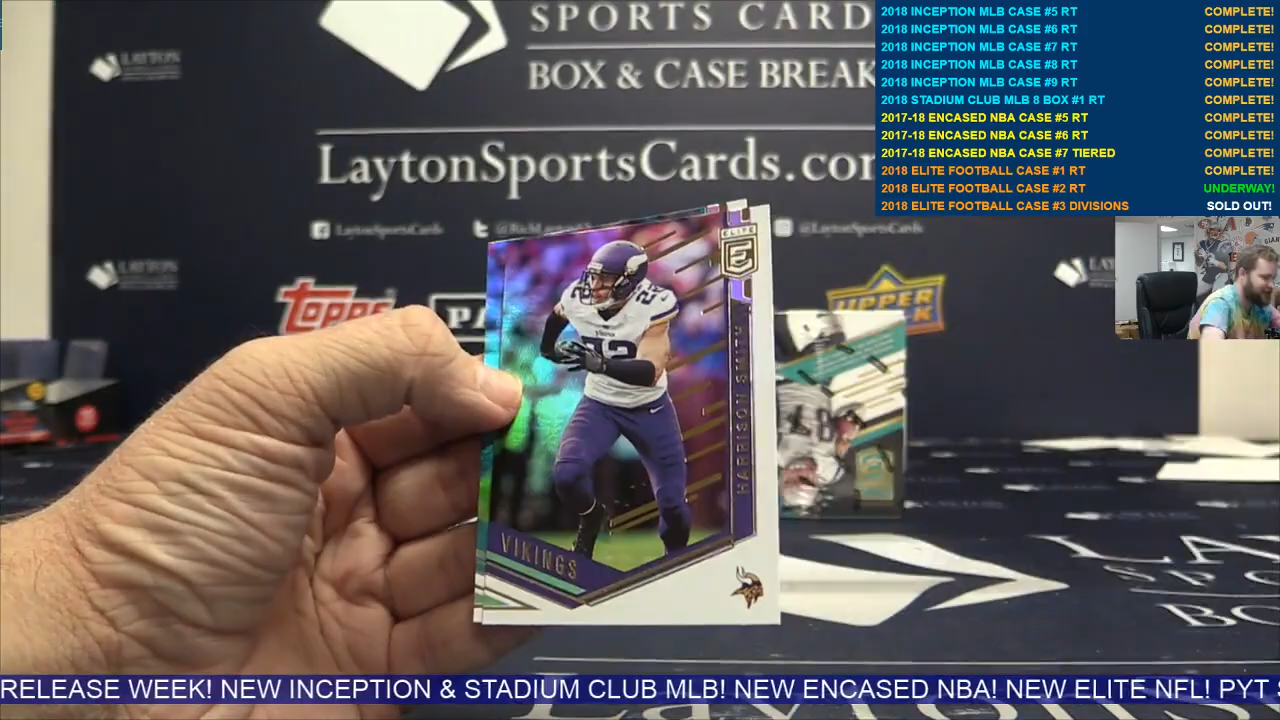 SPORTS CARD
BOX & CASE BREAK
LaytonSportsCards.com
LAYTON
LaytonSportsCards
@LaytonSportsCards
topps
PA
UPPER
ELITE
E
22
HARRISON SMITH
VIKINGS
LAYTON
2018 INCEPTION MLB CASE #5 RT COMPLETE!
2018 INCEPTION MLB CASE #6 RT COMPLETE!
2018 INCEPTION MLB CASE #7 RT COMPLETE!
2018 INCEPTION MLB CASE #8 RT COMPLETE!
2018 INCEPTION MLB CASE #9 RT COMPLETE!
2018 STADIUM CLUB MLB 8 BOX #1 RT COMPLETE!
2017-18 ENCASED NBA CASE #5 RT COMPLETE!
2017-18 ENCASED NBA CASE #6 RT COMPLETE!
2017-18 ENCASED NBA CASE #7 TIERED COMPLETE!
2018 ELITE FOOTBALL CASE #1 RT COMPLETE!
2018 ELITE FOOTBALL CASE #2 RT UNDERWAY!
2018 ELITE FOOTBALL CASE #3 DIVISIONS SOLD OUT!
RELEASE WEEK! NEW INCEPTION & STADIUM CLUB MLB! NEW ENCASED NBA! NEW ELITE NFL! PYT